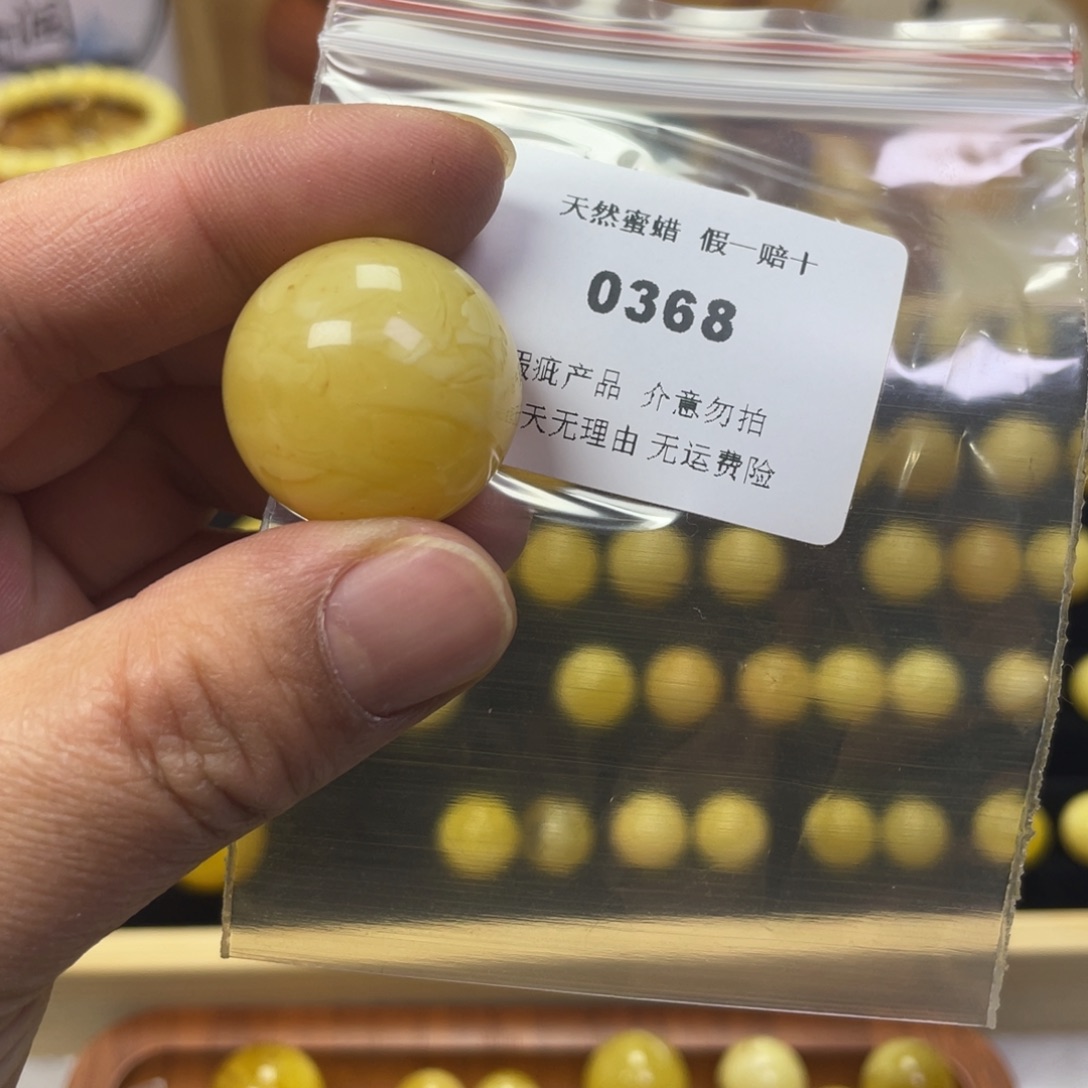 天然蜜蜡 假一赔十
0368
瑕疵产品 介意勿拍
天无理由 无运费险